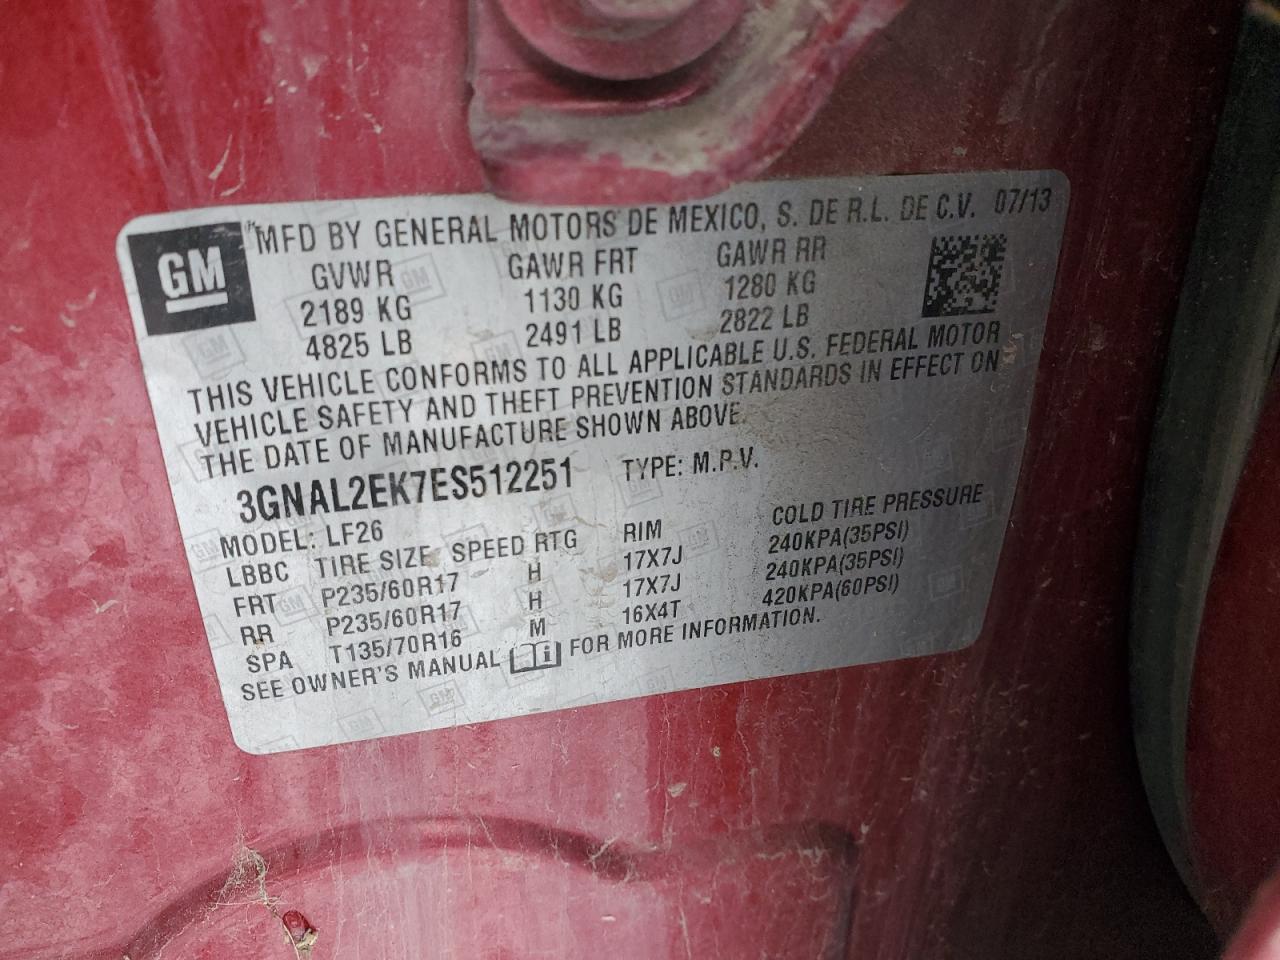 GM
MFD BY GENERAL MOTORS DE MEXICO, S. DE R.L. DE C.V. 07/13
GVWR GAWR FRT GAWR RR
2189 KG 1130 KG 1280 KG
4825 LB 2491 LB 2822 LB
THIS VEHICLE CONFORMS TO ALL APPLICABLE U.S. FEDERAL MOTOR
VEHICLE SAFETY AND THEFT PREVENTION STANDARDS IN EFFECT ON
THE DATE OF MANUFACTURE SHOWN ABOVE.
3GNAL2EK7ES512251 TYPE: M.P.V.
MODEL: LF26
LBBC TIRE SIZE SPEED RTG RIM COLD TIRE PRESSURE
FRT P235/60R17 H 17X7J 240KPA(35PSI)
RR P235/60R17 H 17X7J 240KPA(35PSI)
SPA T135/70R16 M 16X4T 420KPA(60PSI)
SEE OWNER'S MANUAL FOR MORE INFORMATION.